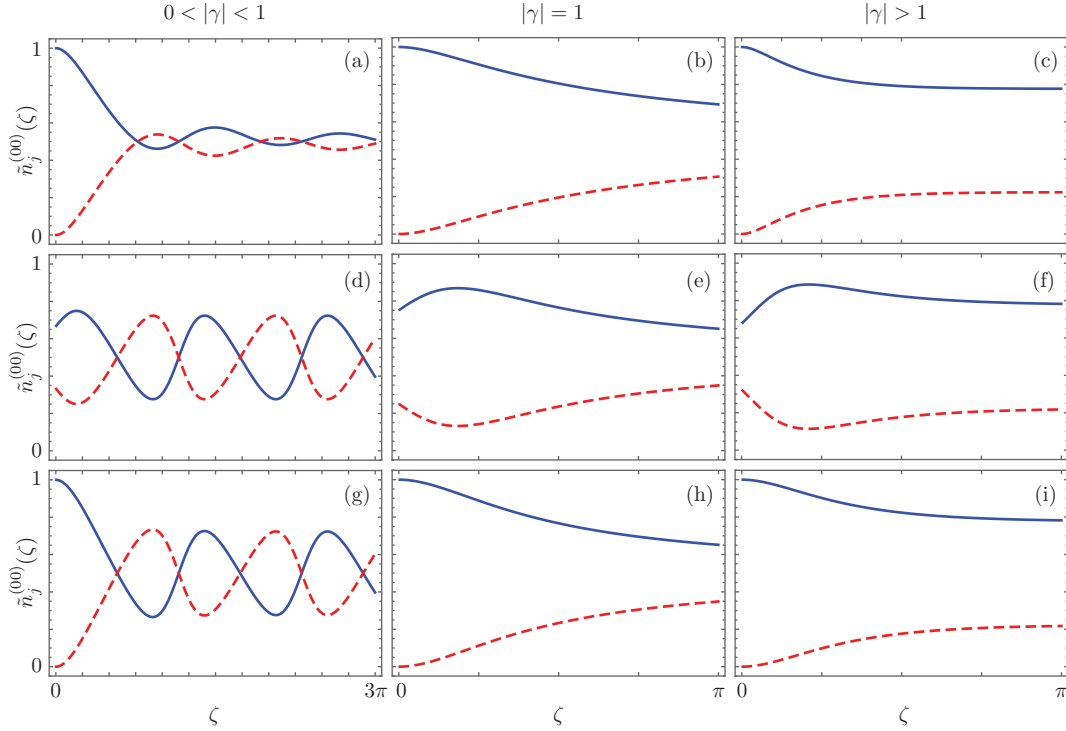 0 < |γ| < 1
|γ| = 1
|γ| > 1
1
ñ_j^{(00)}(ζ)
0
(a)
(b)
(c)
1
ñ_j^{(00)}(ζ)
0
(d)
(e)
(f)
1
ñ_j^{(00)}(ζ)
0
(g)
(h)
(i)
0
3π
0
π
0
π
ζ
ζ
ζ